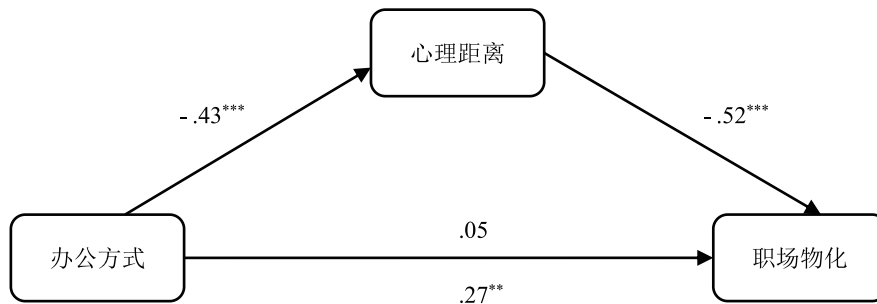 心理距离
- .43***
- .52***
办公方式
.05
职场物化
.27**